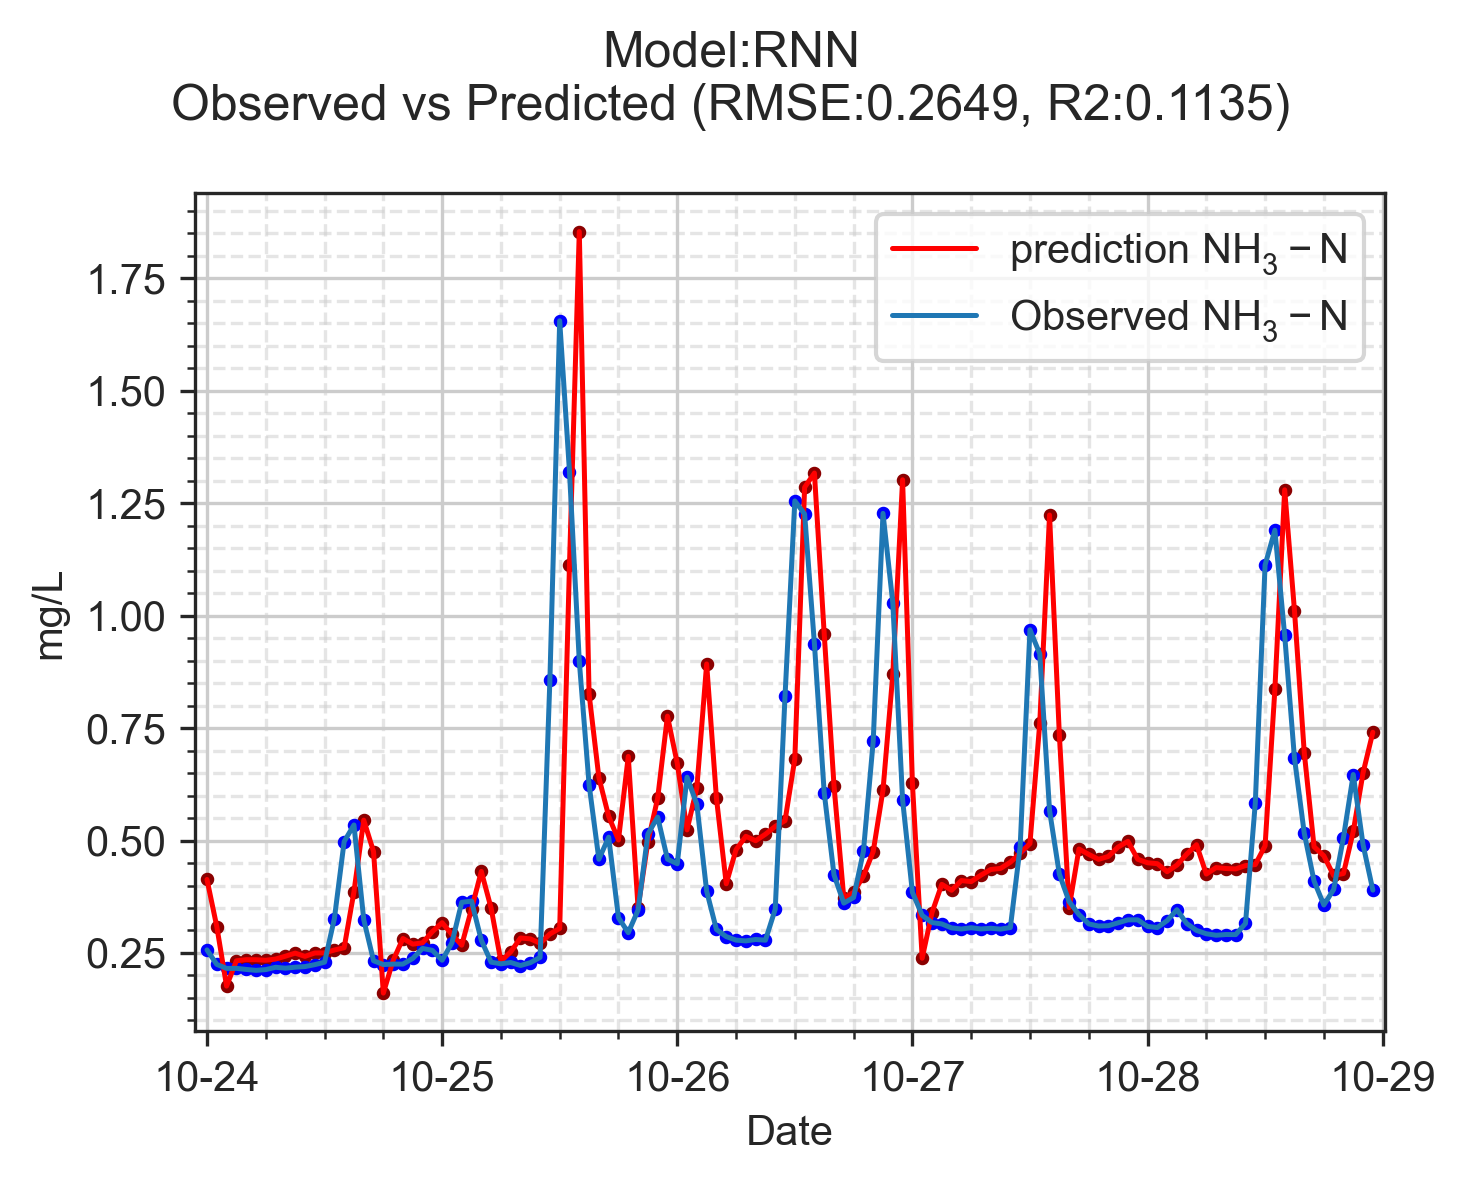 Model:RNN
Observed vs Predicted (RMSE:0.2649, R2:0.1135)
prediction NH₃ − N
Observed NH₃ − N
1.75
1.50
1.25
1.00
0.75
0.50
0.25
mg/L
10-24 10-25 10-26 10-27 10-28 10-29
Date